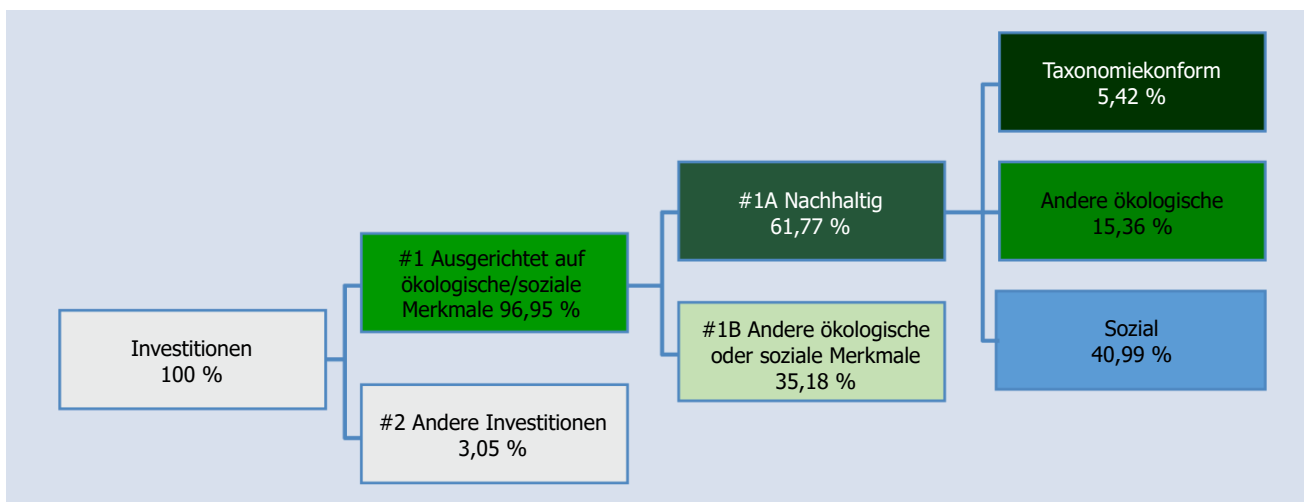 Investitionen
100 %
#1 Ausgerichtet auf
ökologische/soziale
Merkmale 96,95 %
#2 Andere Investitionen
3,05 %
#1A Nachhaltig
61,77 %
#1B Andere ökologische
oder soziale Merkmale
35,18 %
Taxonomiekonform
5,42 %
Andere ökologische
15,36 %
Sozial
40,99 %